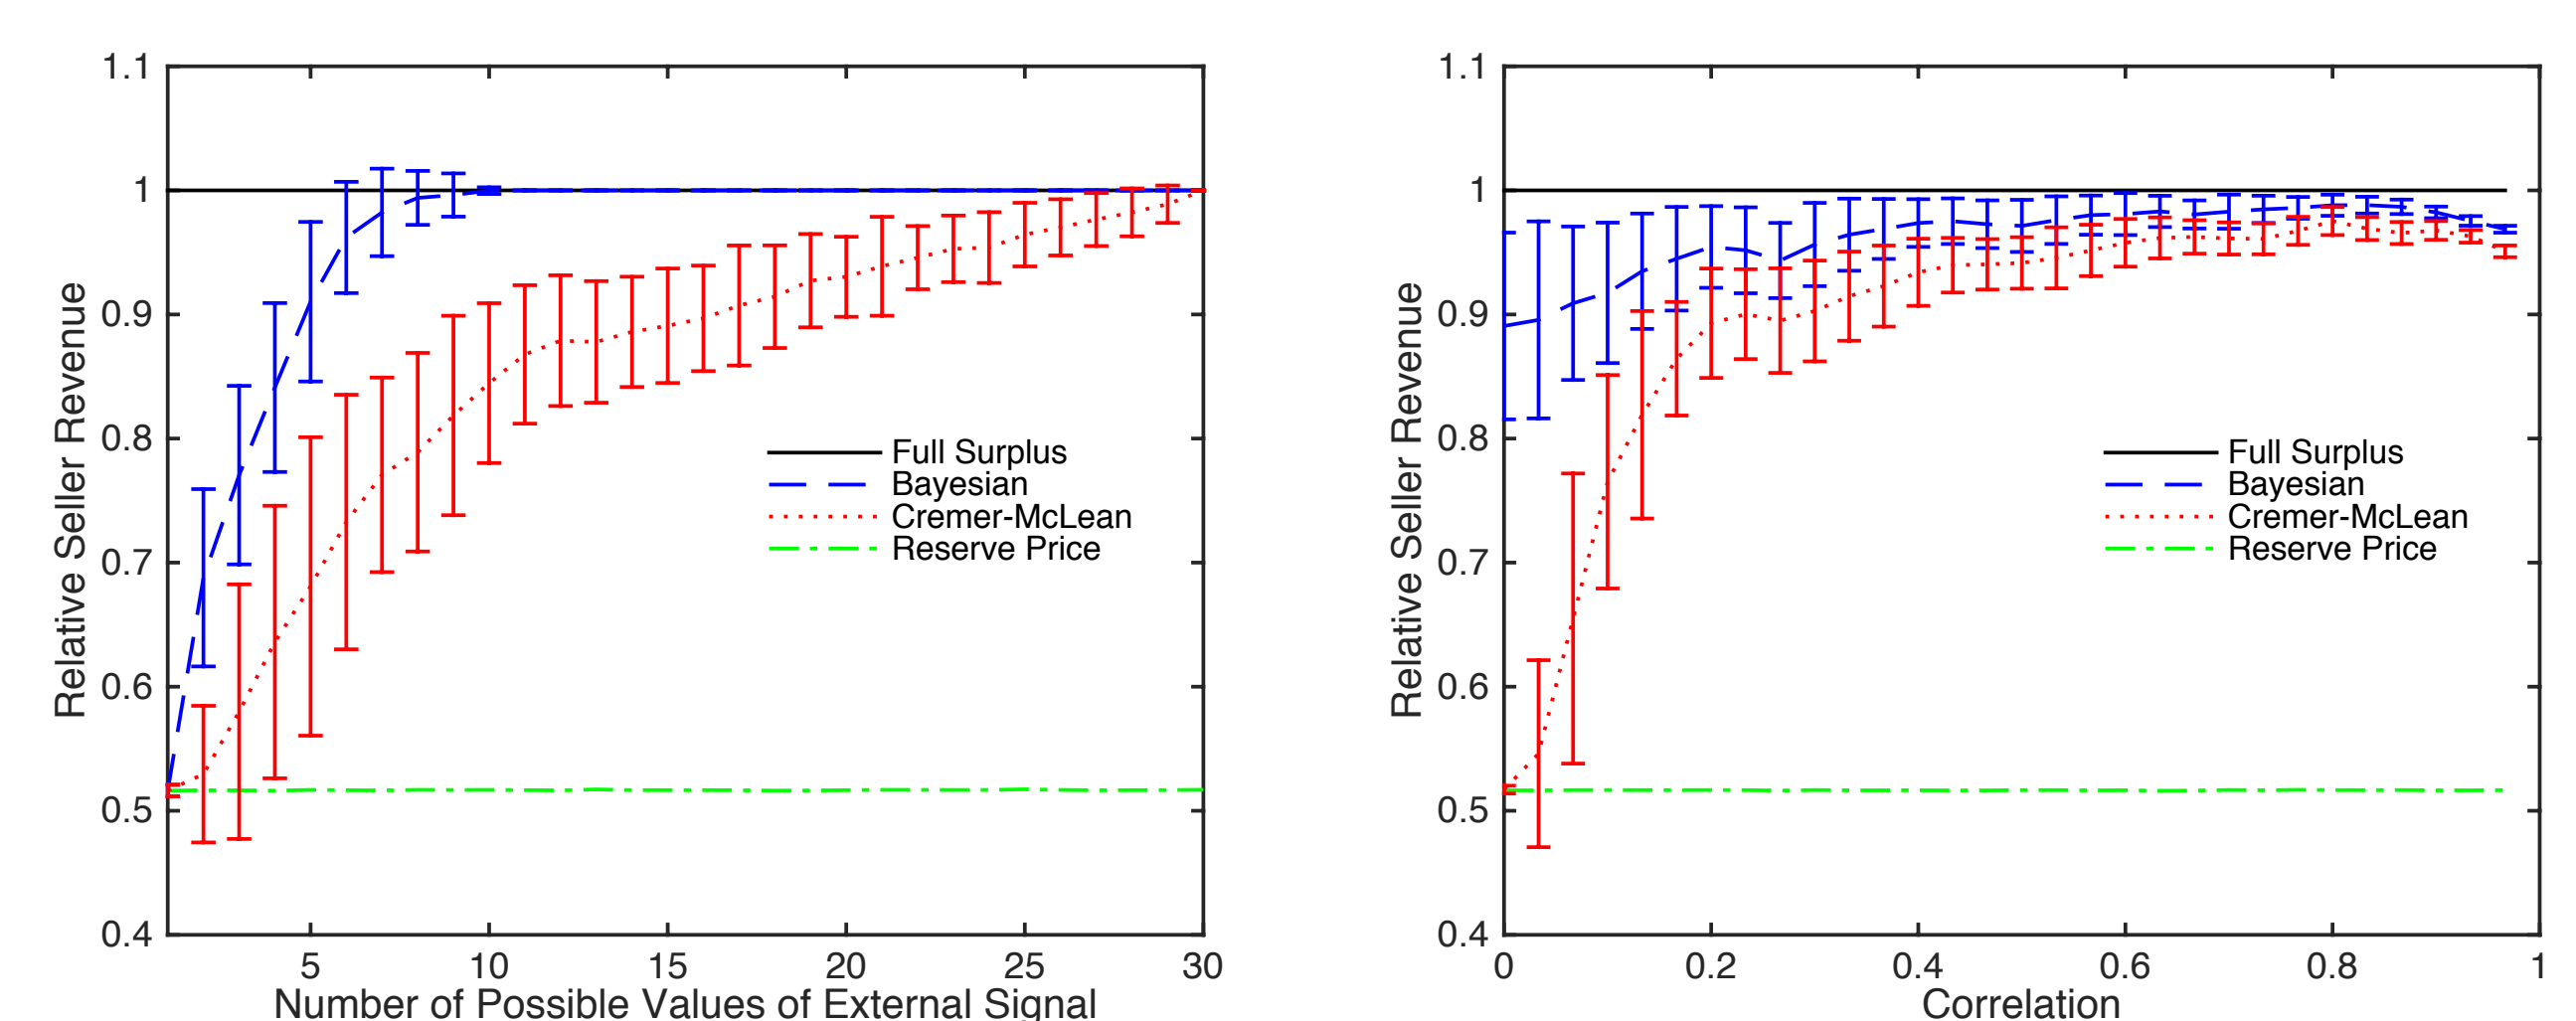 1.1
1
0.9
0.8
0.7
0.6
0.5
0.4
Relative Seller Revenue
Full Surplus
Bayesian
Cremer-McLean
Reserve Price
5 10 15 20 25 30
Number of Possible Values of External Signal
1.1
1
0.9
0.8
0.7
0.6
0.5
0.4
Relative Seller Revenue
Full Surplus
Bayesian
Cremer-McLean
Reserve Price
0 0.2 0.4 0.6 0.8 1
Correlation